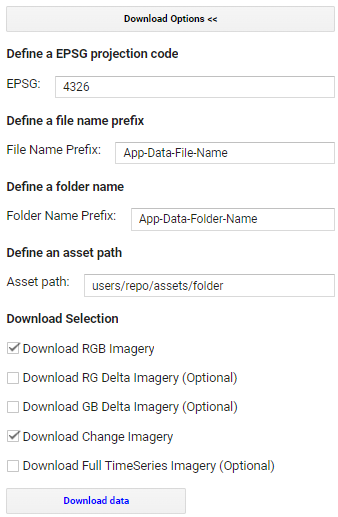 Download Options <<
Define a EPSG projection code
EPSG: 4326
Define a file name prefix
File Name Prefix: App-Data-File-Name
Define a folder name
Folder Name Prefix: App-Data-Folder-Name
Define an asset path
Asset path: users/repo/assets/folder
Download Selection
Download RGB Imagery
Download RG Delta Imagery (Optional)
Download GB Delta Imagery (Optional)
Download Change Imagery
Download Full TimeSeries Imagery (Optional)
Download data